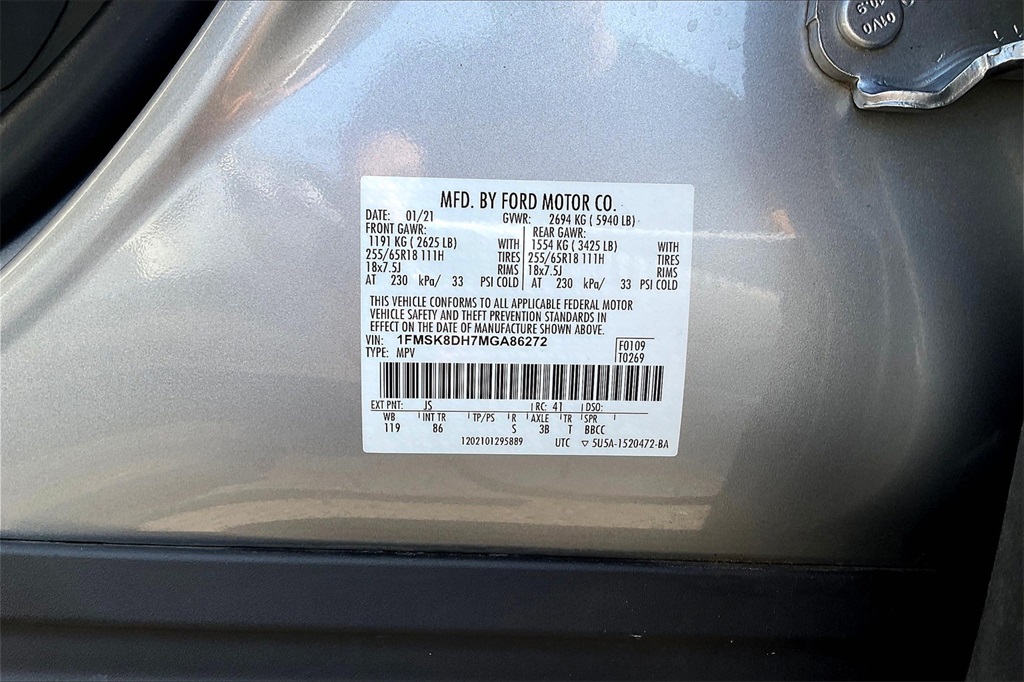 01V0
MFD. BY FORD MOTOR CO.
DATE: 01/21 GVWR: 2694 KG ( 5940 LB)
FRONT GAWR: REAR GAWR:
1191 KG ( 2625 LB) WITH 1554 KG ( 3425 LB) WITH
255/65R18 111H TIRES 255/65R18 111H TIRES
18x7.5J RIMS 18x7.5J RIMS
AT 230 kPa/ 33 PSI COLD AT 230 kPa/ 33 PSI COLD
THIS VEHICLE CONFORMS TO ALL APPLICABLE FEDERAL MOTOR
VEHICLE SAFETY AND THEFT PREVENTION STANDARDS IN
EFFECT ON THE DATE OF MANUFACTURE SHOWN ABOVE.
VIN: 1FMSK8DH7MGA86272 F0109
TYPE: MPV T0269
EXT PNT: JS RC: 41 DSO:
WB INT TR TP/PS R AXLE TR SPR
119 86 S 3B T BBCC
1202101295889 UTC ▽ 5U5A-1520472-BA